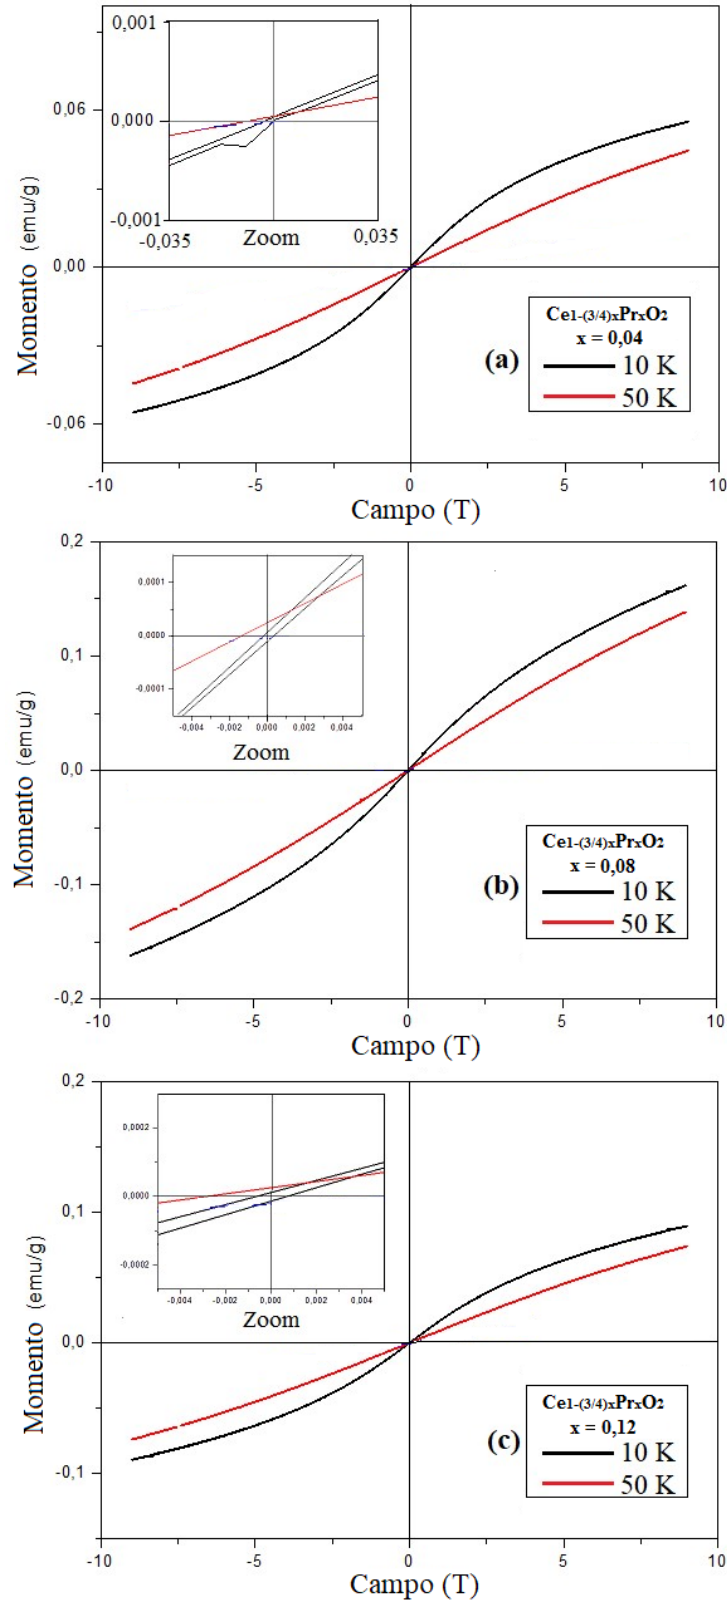 0,001
0,000
-0,001
-0,035
Zoom
0,035
0,06
0,00
-0,06
Momento (emu/g)
(a)
Ce1-(3/4)xPrxO2
x = 0,04
10 K
50 K
-10
-5
0
5
10
Campo (T)
0,2
0,1
0,0
-0,1
-0,2
0.0001
0.0000
-0.0001
-0,004
-0,002
0,000
0,002
0,004
Zoom
Momento (emu/g)
(b)
Ce1-(3/4)xPrxO2
x = 0,08
10 K
50 K
-10
-5
0
5
10
Campo (T)
0,2
0,1
0,0
-0,1
0,0002
0,0000
-0,0002
-0,004
-0,002
0,000
0,002
0,004
Zoom
Momento (emu/g)
(c)
Ce1-(3/4)xPrxO2
x = 0,12
10 K
50 K
-10
-5
0
5
10
Campo (T)